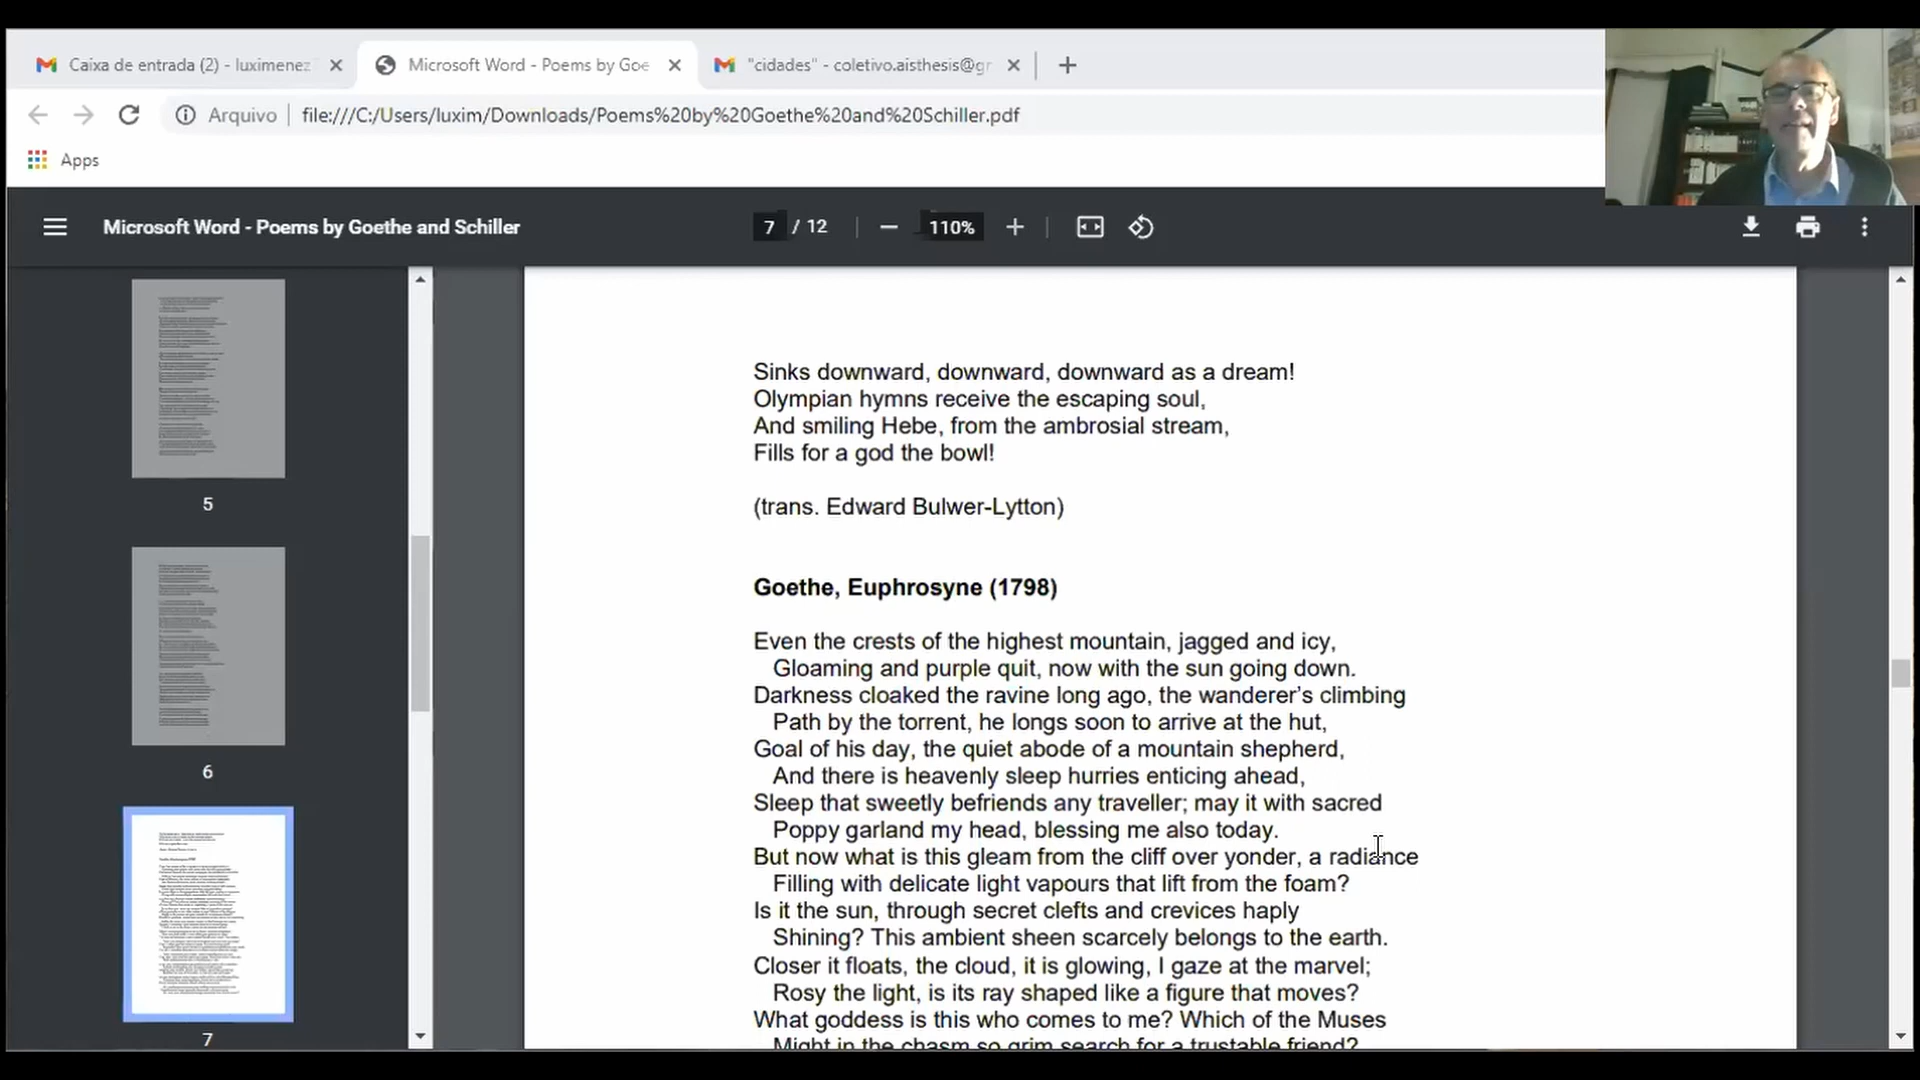 Caixa de entrada (2) - luximenez
Microsoft Word - Poems by Goe
"cidades" - coletivo.aisthesis@gr
Arquivo
file:///C:/Users/luxim/Downloads/Poems%20by%20Goethe%20and%20Schiller.pdf
Apps
Microsoft Word - Poems by Goethe and Schiller
7 / 12
110%
5
6
7
Sinks downward, downward, downward as a dream!
Olympian hymns receive the escaping soul,
And smiling Hebe, from the ambrosial stream,
Fills for a god the bowl!
(trans. Edward Bulwer-Lytton)
Goethe, Euphrosyne (1798)
Even the crests of the highest mountain, jagged and icy,
Gloaming and purple quit, now with the sun going down.
Darkness cloaked the ravine long ago, the wanderer's climbing
Path by the torrent, he longs soon to arrive at the hut,
Goal of his day, the quiet abode of a mountain shepherd,
And there is heavenly sleep hurries enticing ahead,
Sleep that sweetly befriends any traveller; may it with sacred
Poppy garland my head, blessing me also today.
But now what is this gleam from the cliff over yonder, a radiance
Filling with delicate light vapours that lift from the foam?
Is it the sun, through secret clefts and crevices haply
Shining? This ambient sheen scarcely belongs to the earth.
Closer it floats, the cloud, it is glowing, I gaze at the marvel;
Rosy the light, is its ray shaped like a figure that moves?
What goddess is this who comes to me? Which of the Muses
Might in the chasm so grim search for a trustable friend?